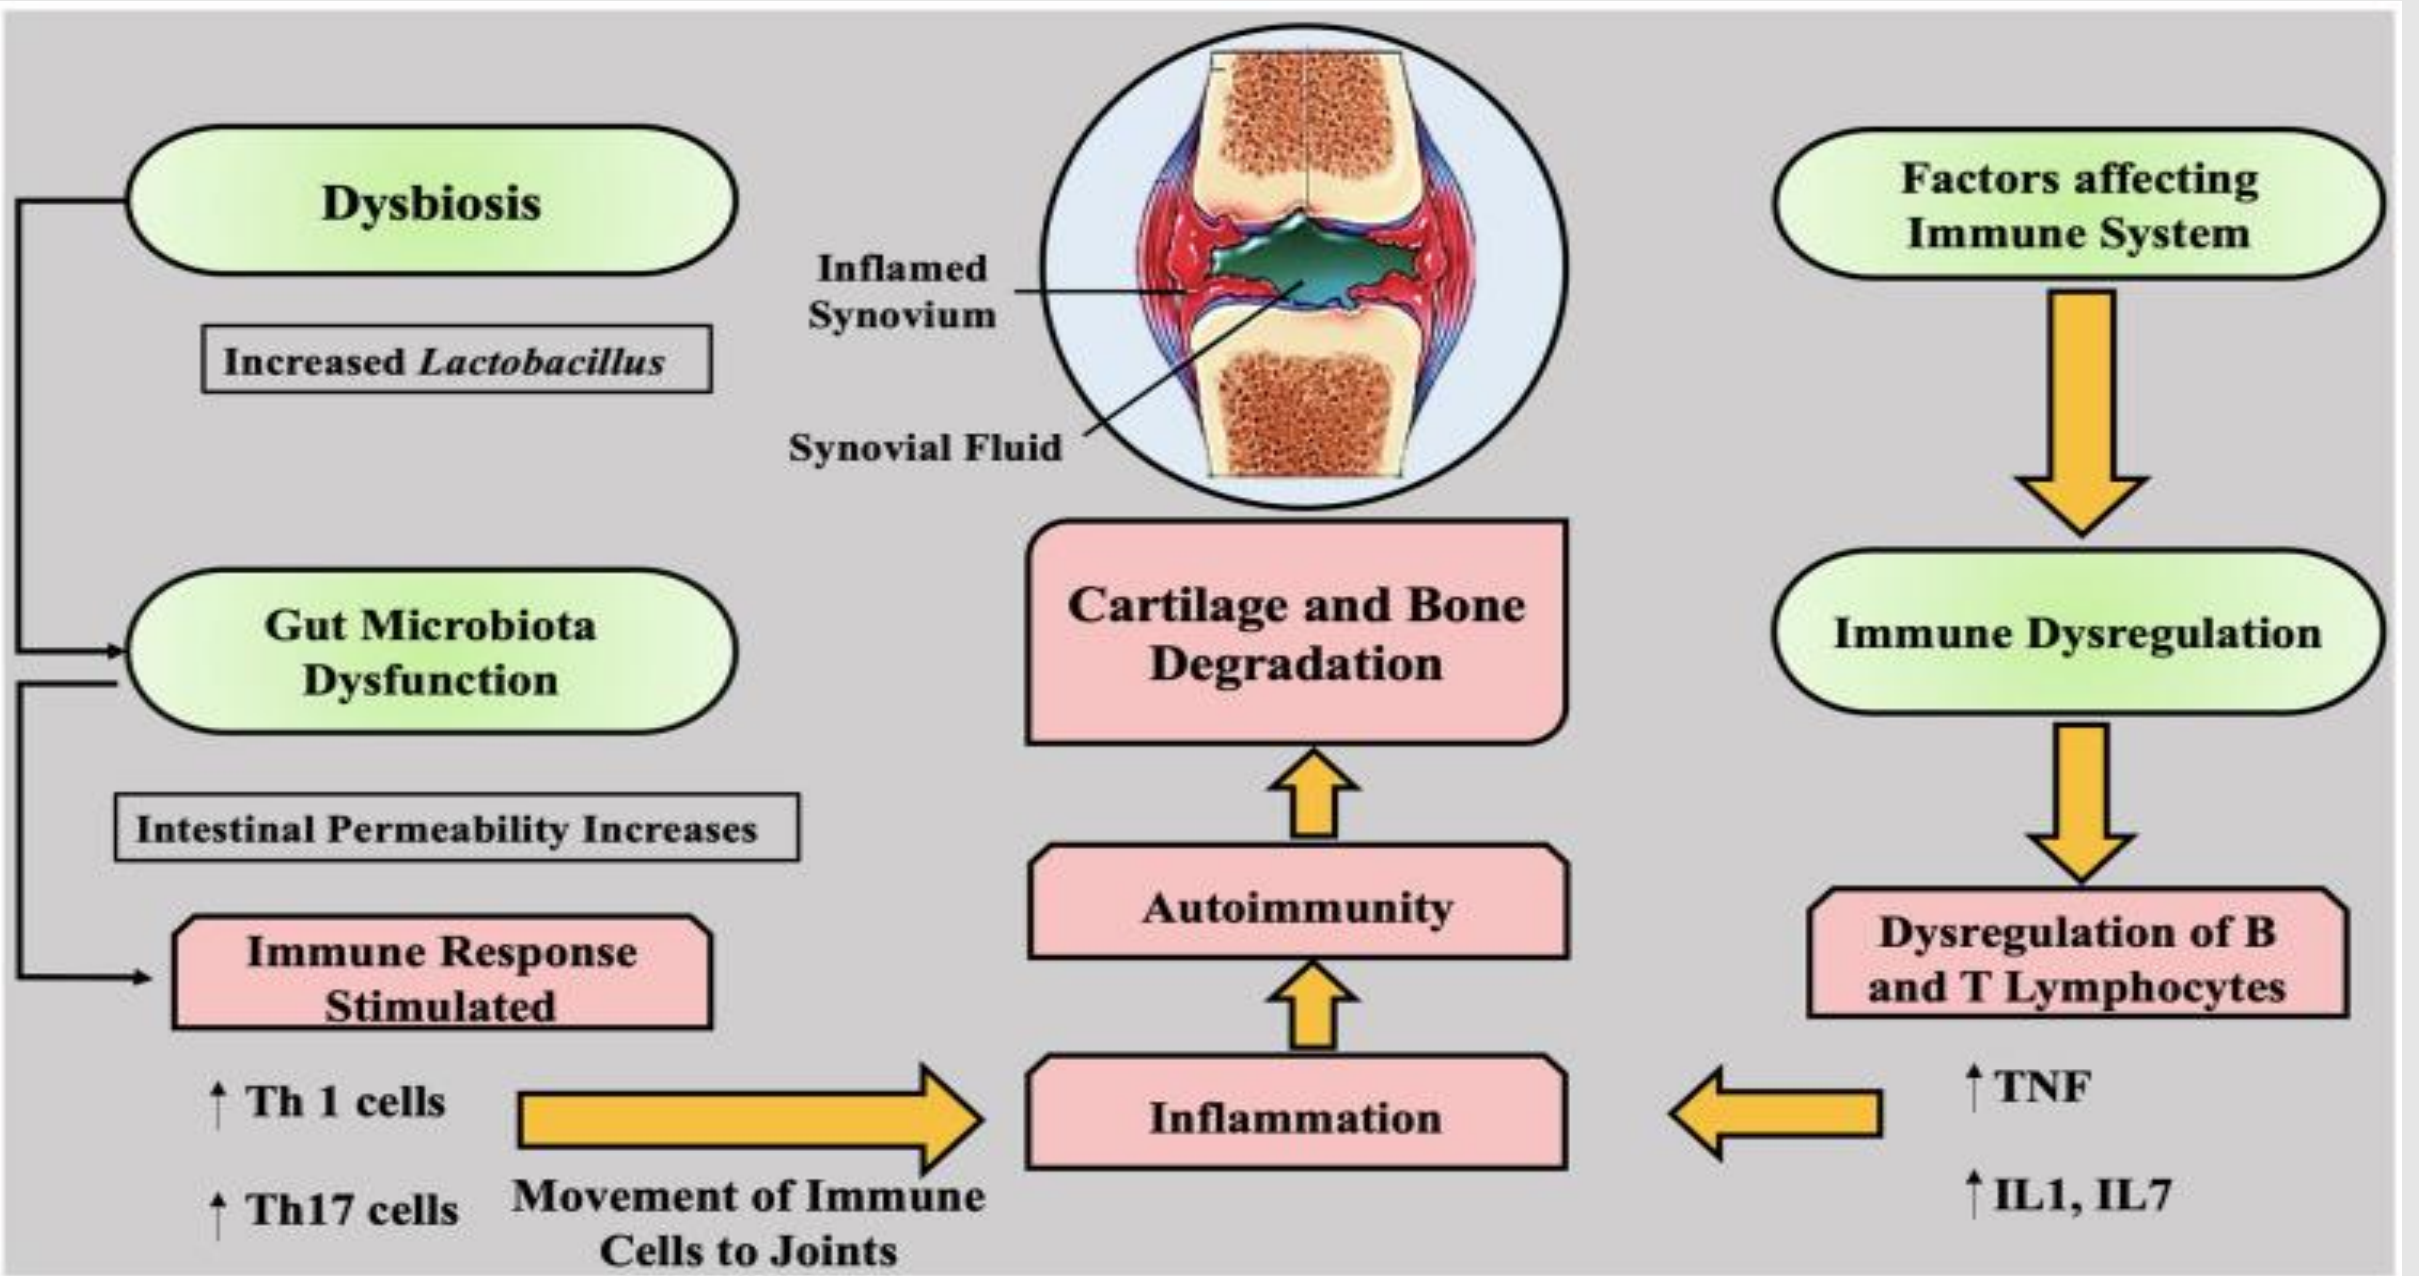 Dysbiosis
Increased Lactobacillus
Gut Microbiota
Dysfunction
Intestinal Permeability Increases
Immune Response
Stimulated
↑ Th 1 cells
↑ Th17 cells
Movement of Immune
Cells to Joints
Inflamed
Synovium
Synovial Fluid
Cartilage and Bone
Degradation
Autoimmunity
Inflammation
Factors affecting
Immune System
Immune Dysregulation
Dysregulation of B
and T Lymphocytes
↑ TNF
↑ IL1, IL7